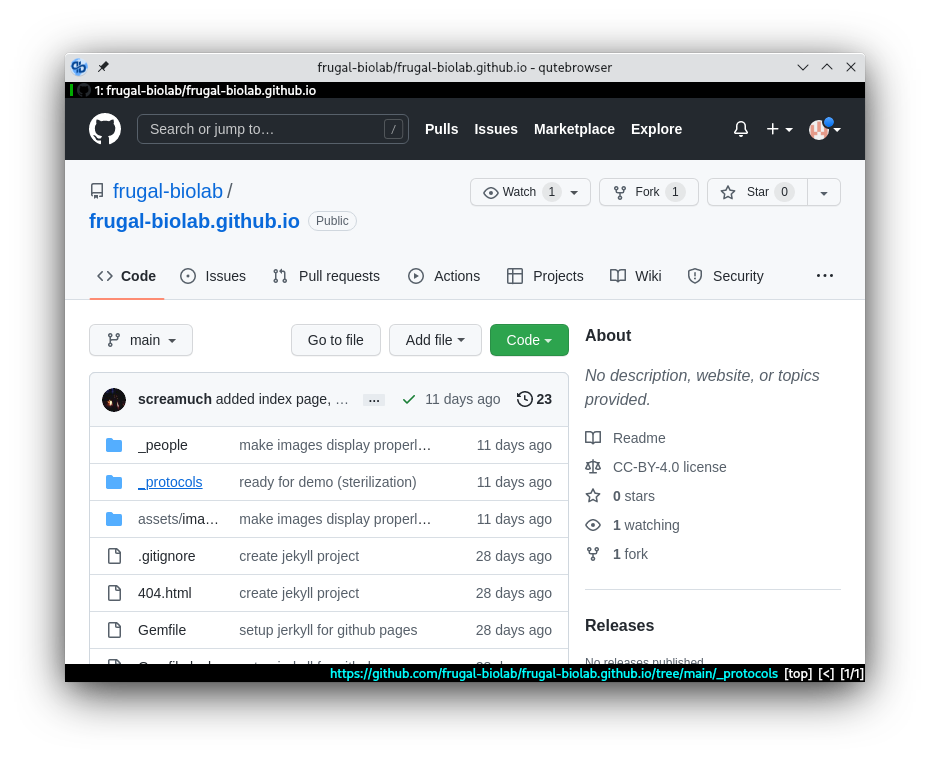 frugal-biolab/frugal-biolab.github.io - qutebrowser
1: frugal-biolab/frugal-biolab.github.io
Search or jump to… / Pulls Issues Marketplace Explore
frugal-biolab / Watch 1 Fork 1 Star 0
frugal-biolab.github.io Public
Code Issues Pull requests Actions Projects Wiki Security ...
main Go to file Add file Code About
No description, website, or topics
provided.
screamuch added index page, … ... 11 days ago 23
_people make images display properl… 11 days ago
_protocols ready for demo (sterilization) 11 days ago
assets/ima… make images display properl… 11 days ago
.gitignore create jekyll project 28 days ago
404.html create jekyll project 28 days ago
Gemfile setup jerkyll for github pages 28 days ago
Readme
CC-BY-4.0 license
0 stars
1 watching
1 fork
Releases
No releases published
https://github.com/frugal-biolab/frugal-biolab.github.io/tree/main/_protocols [top] [<] [1/1]